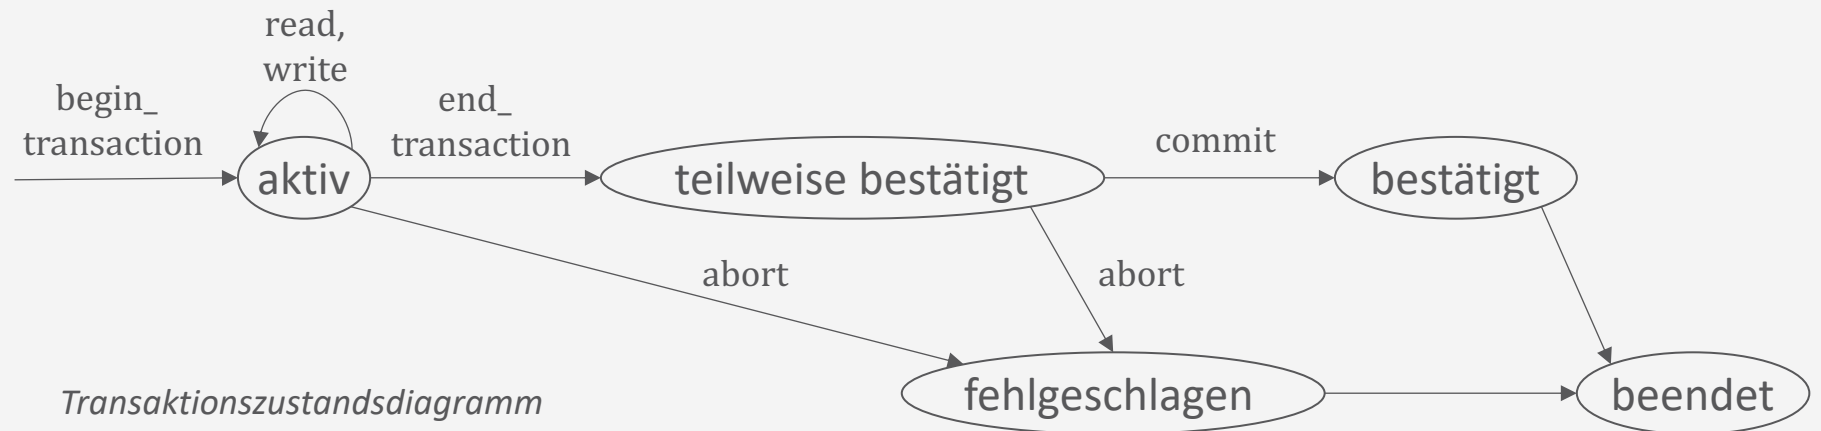 read,
write
begin_
transaction
end_
transaction
commit
aktiv
teilweise bestätigt
bestätigt
abort
abort
fehlgeschlagen
beendet
Transaktionszustandsdiagramm